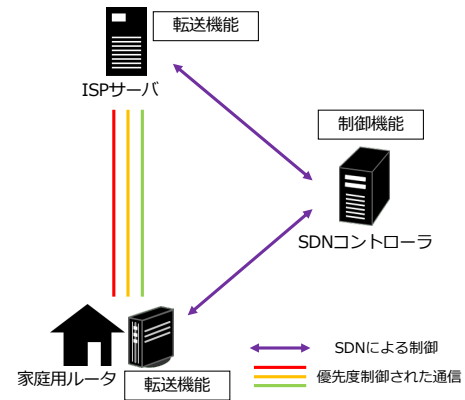 転送機能
ISPサーバ
制御機能
SDNコントローラ
家庭用ルータ
転送機能
SDNによる制御
優先度制御された通信